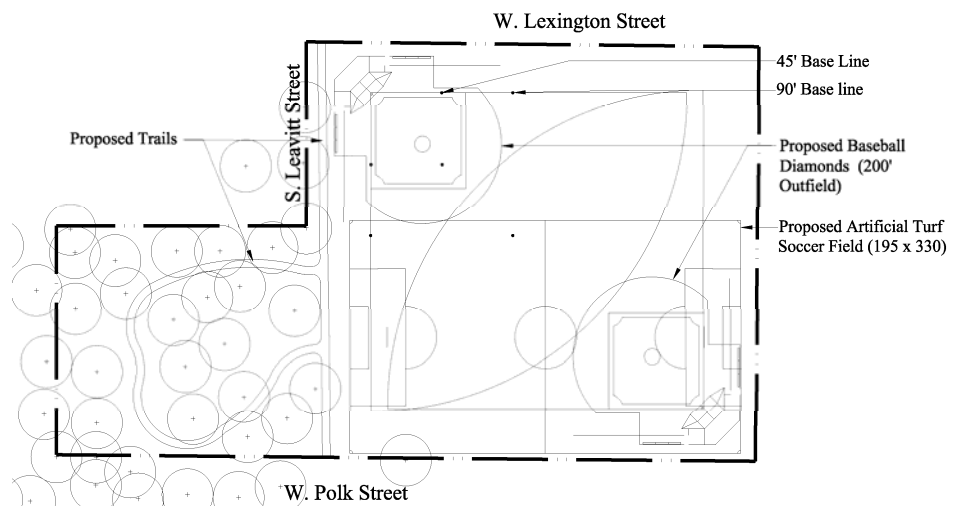 W. Lexington Street
45' Base Line
90' Base line
S. Leavitt Street
Proposed Trails
Proposed Baseball
Diamonds (200'
Outfield)
Proposed Artificial Turf
Soccer Field (195 x 330)
W. Polk Street